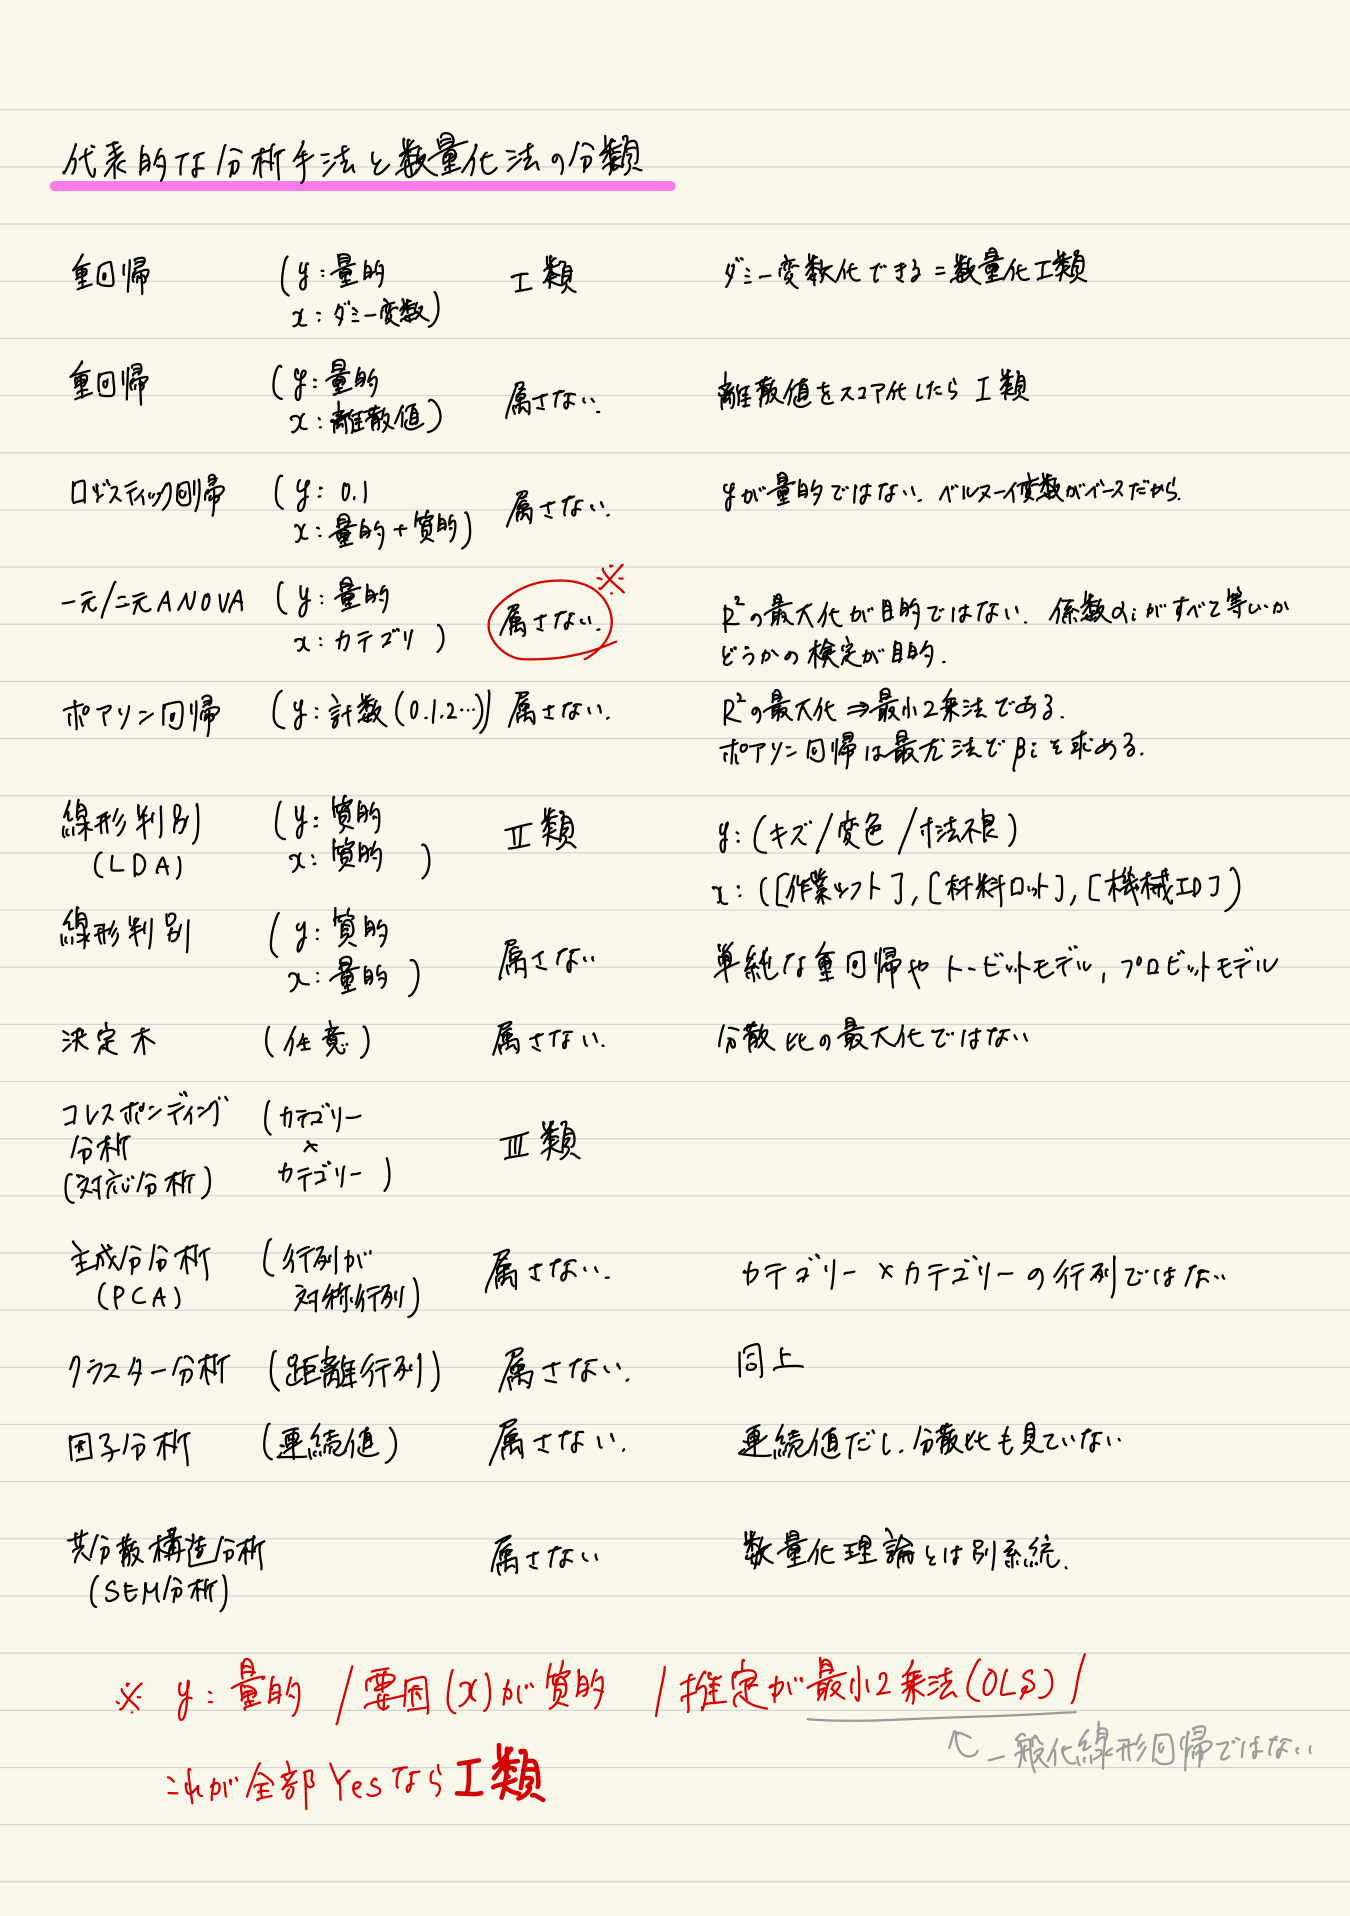 代表的な分析手法と数量化法の分類
重回帰 (y:量的 Ⅰ類 ダミー変数化できる=数量化Ⅰ類
x:ダミー変数)
重回帰 (y:量的 属さない. 離散値をスコア化したらⅠ類
x:離散値)
ロジスティック回帰 (y: 0.1 属さない. yが量的ではない. ベルヌーイ変数がベースだから.
x:量的+質的)
一元/二元ANOVA (y:量的 属さない. ※ R²の最大化が目的ではない. 係数αiがすべて等しいか
x:カテゴリ) どうかの検定が目的.
ポアソン回帰 (y:計数(0.1.2…)) 属さない. R²の最大化⇒最小2乗法である.
ポアソン回帰は最尤法でβiを求める.
線形判別 (y:質的 Ⅱ類 y:(キズ/変色/寸法不良)
(LDA) x:質的) x:([作業シフト],[材料ロット],[機械ID])
線形判別 (y:質的 属さない 単純な重回帰やトービットモデル,プロビットモデル
x:量的)
決定木 (任意) 属さない. 分散比の最大化ではない
コレスポンディング (カテゴリー Ⅲ類
分析 ×
(対応分析) カテゴリー)
主成分分析 (行列が 属さない. カテゴリー×カテゴリーの行列ではない
(PCA) 対称行列)
クラスター分析 (距離行列) 属さない. 同上
因子分析 (連続値) 属さない. 連続値だし.分散比も見ていない
共分散構造分析 属さない 数量化理論とは別系統.
(SEM分析)
※ y:量的 /要因(x)が質的 /推定が最小2乗法(OLS)/
↖一般化線形回帰ではない
これが全部YesならⅠ類